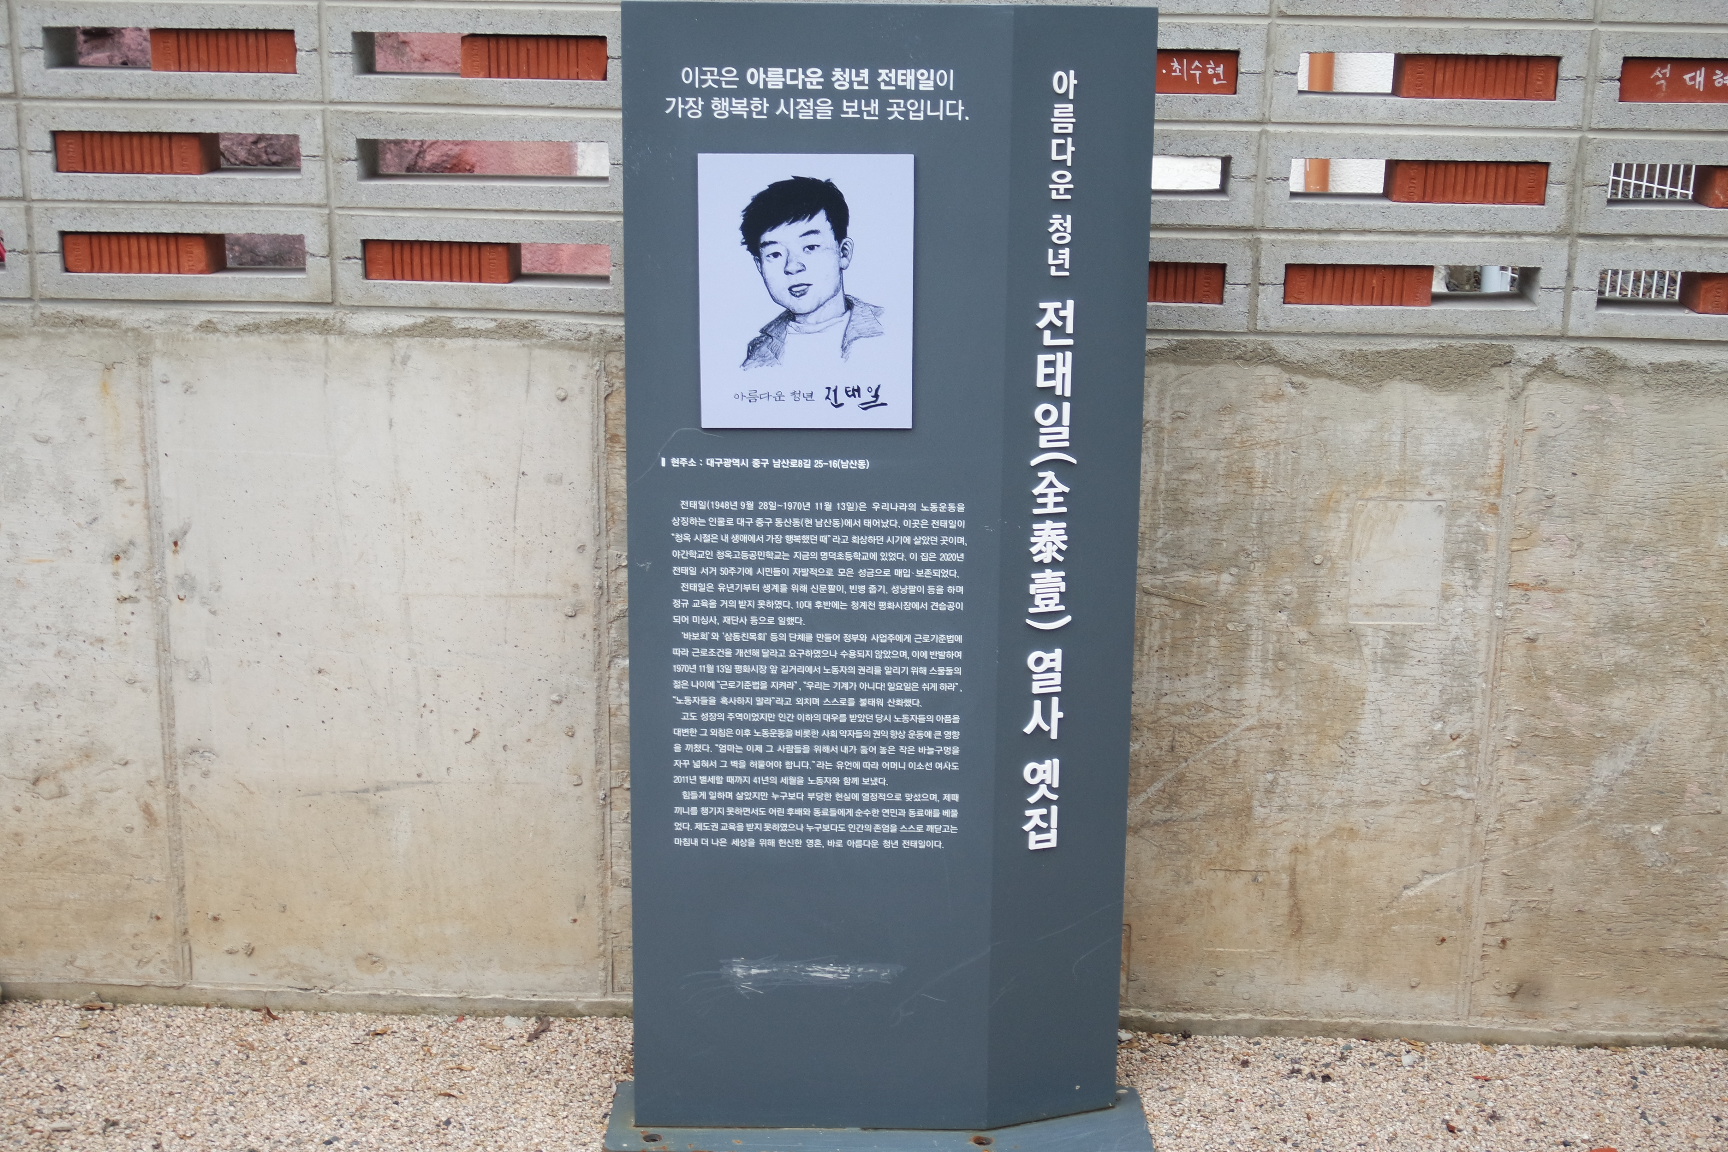 이곳은 아름다운 청년 전태일이
가장 행복한 시절을 보낸 곳입니다.
아름다운 청년 전태일
▌현주소 : 대구광역시 중구 남산로8길 25-16(남산동)
전태일(1948년 9월 28일~1970년 11월 13일)은 우리나라의 노동운동을
상징하는 인물로 대구 중구 동산동(현 남산동)에서 태어났다. 이곳은 전태일이
"청옥 시절은 내 생애에서 가장 행복했던 때"라고 회상하던 시기에 살았던 곳이며,
야간학교인 청옥고등공민학교는 지금의 명덕초등학교에 있었다. 이 집은 2020년
전태일 서거 50주기에 시민들이 자발적으로 모은 성금으로 매입·보존되었다.
전태일은 유년기부터 생계를 위해 신문팔이, 빈병 줍기, 성냥팔이 등을 하며
정규 교육을 거의 받지 못하였다. 10대 후반에는 청계천 평화시장에서 견습공이
되어 미싱사, 재단사 등으로 일했다.
'바보회'와 '삼동친목회' 등의 단체를 만들어 정부와 사업주에게 근로기준법에
따라 근로조건을 개선해 달라고 요구하였으나 수용되지 않았으며, 이에 반발하여
1970년 11월 13일 평화시장 앞 길거리에서 노동자의 권리를 알리기 위해 스물둘의
젊은 나이에 "근로기준법을 지켜라", "우리는 기계가 아니다! 일요일은 쉬게 하라",
"노동자들을 혹사하지 말라"라고 외치며 스스로를 불태워 산화했다.
고도 성장의 주역이었지만 인간 이하의 대우를 받았던 당시 노동자들의 아픔을
대변한 그 외침은 이후 노동운동을 비롯한 사회 약자들의 권익 향상 운동에 큰 영향
을 끼쳤다. "엄마는 이제 그 사람들을 위해서 내가 뚫어 놓은 작은 바늘구멍을
자꾸 넓혀서 그 벽을 허물어야 합니다."라는 유언에 따라 어머니 이소선 여사도
2011년 별세할 때까지 41년의 세월을 노동자와 함께 보냈다.
힘들게 일하며 살았지만 누구보다 부당한 현실에 열정적으로 맞섰으며, 제때
끼니를 챙기지 못하면서도 어린 후배와 동료들에게 순수한 연민과 동료애를 베풀
었다. 제도권 교육을 받지 못하였으나 누구보다도 인간의 존엄을 스스로 깨닫고는
마침내 더 나은 세상을 위해 헌신한 영혼, 바로 아름다운 청년 전태일이다.
아름다운 청년 전태일(全泰壹) 열사 옛집
·최수현
석 대혜